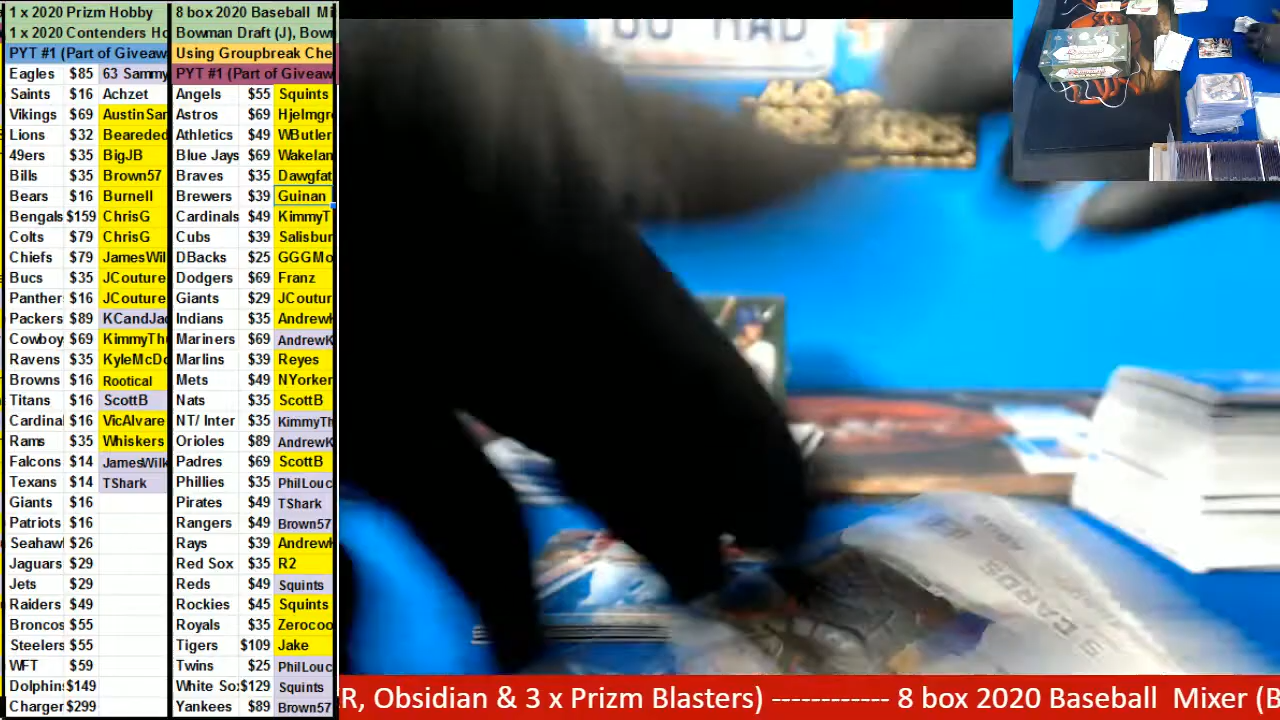 1 x 2020 Prizm Hobby
1 x 2020 Contenders Ho
PYT #1 (Part of Giveaw
Eagles $85 63 Sammy
Saints $16 Achzet
Vikings $69 AustinSar
Lions $32 Beareded
49ers $35 BigJB
Bills $35 Brown57
Bears $16 Burnell
Bengals $159 ChrisG
Colts $79 ChrisG
Chiefs $79 JamesWil
Bucs $35 JCouture
Panther $16 JCouture
Packers $89 KCandJac
Cowboy $69 KimmyTh
Ravens $35 KyleMcDo
Browns $16 Rootical
Titans $16 ScottB
Cardina $16 VicAlvare
Rams $35 Whiskers
Falcons $14 JamesWilk
Texans $14 TShark
Giants $16
Patriots $16
Seahaw $26
Jaguars $29
Jets $29
Raiders $49
Broncos $55
Steelers $55
WFT $59
Dolphin $149
Charger $299
8 box 2020 Baseball Mi
Bowman Draft (J), Bow
Using Groupbreak Che
PYT #1 (Part of Giveaw
Angels $55 Squints
Astros $69 Hjelmgr
Athletics $49 WButler
Blue Jays $69 Wakelan
Braves $35 Dawgfat
Brewers $39 Guinan
Cardinals $49 KimmyT
Cubs $39 Salisbur
DBacks $25 GGGMo
Dodgers $69 Franz
Giants $29 JCoutur
Indians $35 Andrew
Mariners $69 AndrewK
Marlins $39 Reyes
Mets $49 NYorker
Nats $35 ScottB
NT/ Inter $35 KimmyTh
Orioles $89 AndrewK
Padres $69 ScottB
Phillies $35 PhilLouc
Pirates $49 TShark
Rangers $49 Brown57
Rays $39 Andrew
Red Sox $35 R2
Reds $49 Squints
Rockies $45 Squints
Royals $35 Zerocoo
Tigers $109 Jake
Twins $25 PhilLouc
White So $129 Squints
Yankees $89 Brown57
CARDS
R, Obsidian & 3 x Prizm Blasters) ------------ 8 box 2020 Baseball  Mixer (B